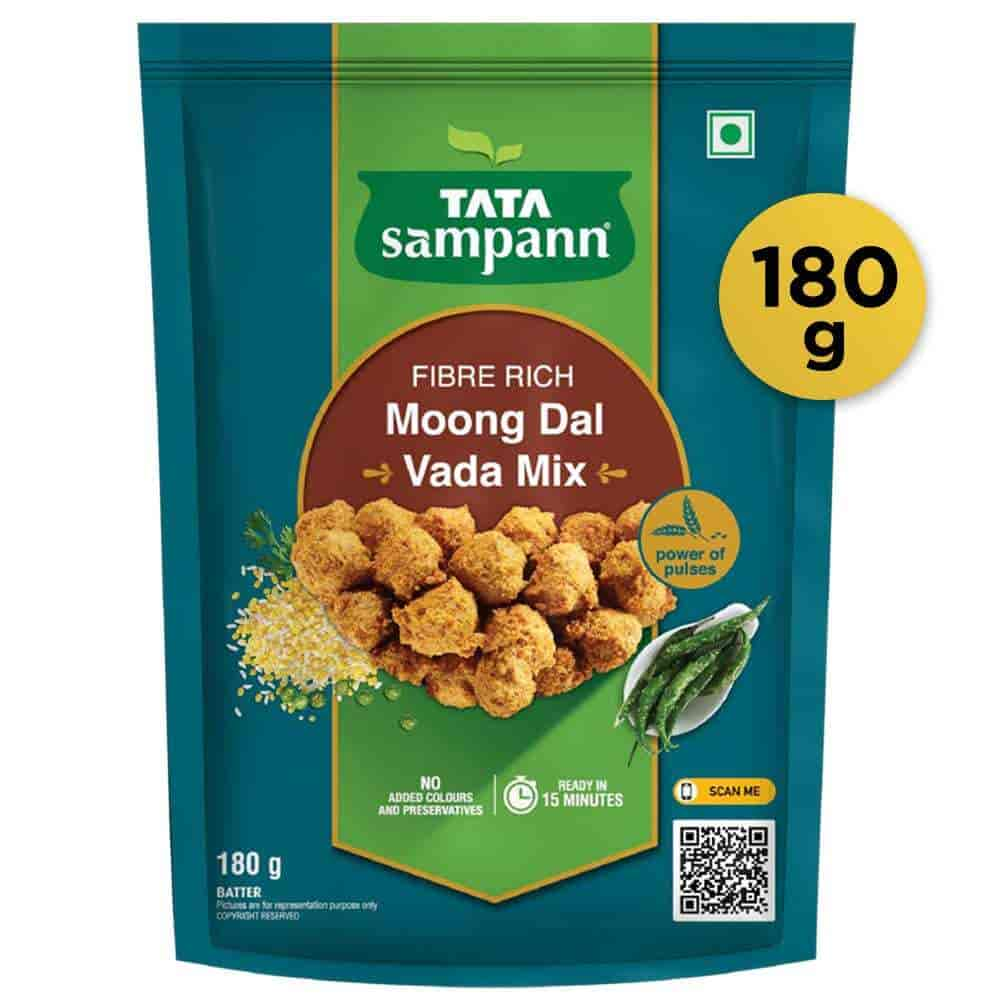 TATA
sampann®
180
g
FIBRE RICH
Moong Dal
Vada Mix
power of
pulses
NO
ADDED COLOURS
AND PRESERVATIVES
READY IN
15 MINUTES
SCAN ME
180 g
BATTER
Pictures are for representation purpose only
COPYRIGHT RESERVED